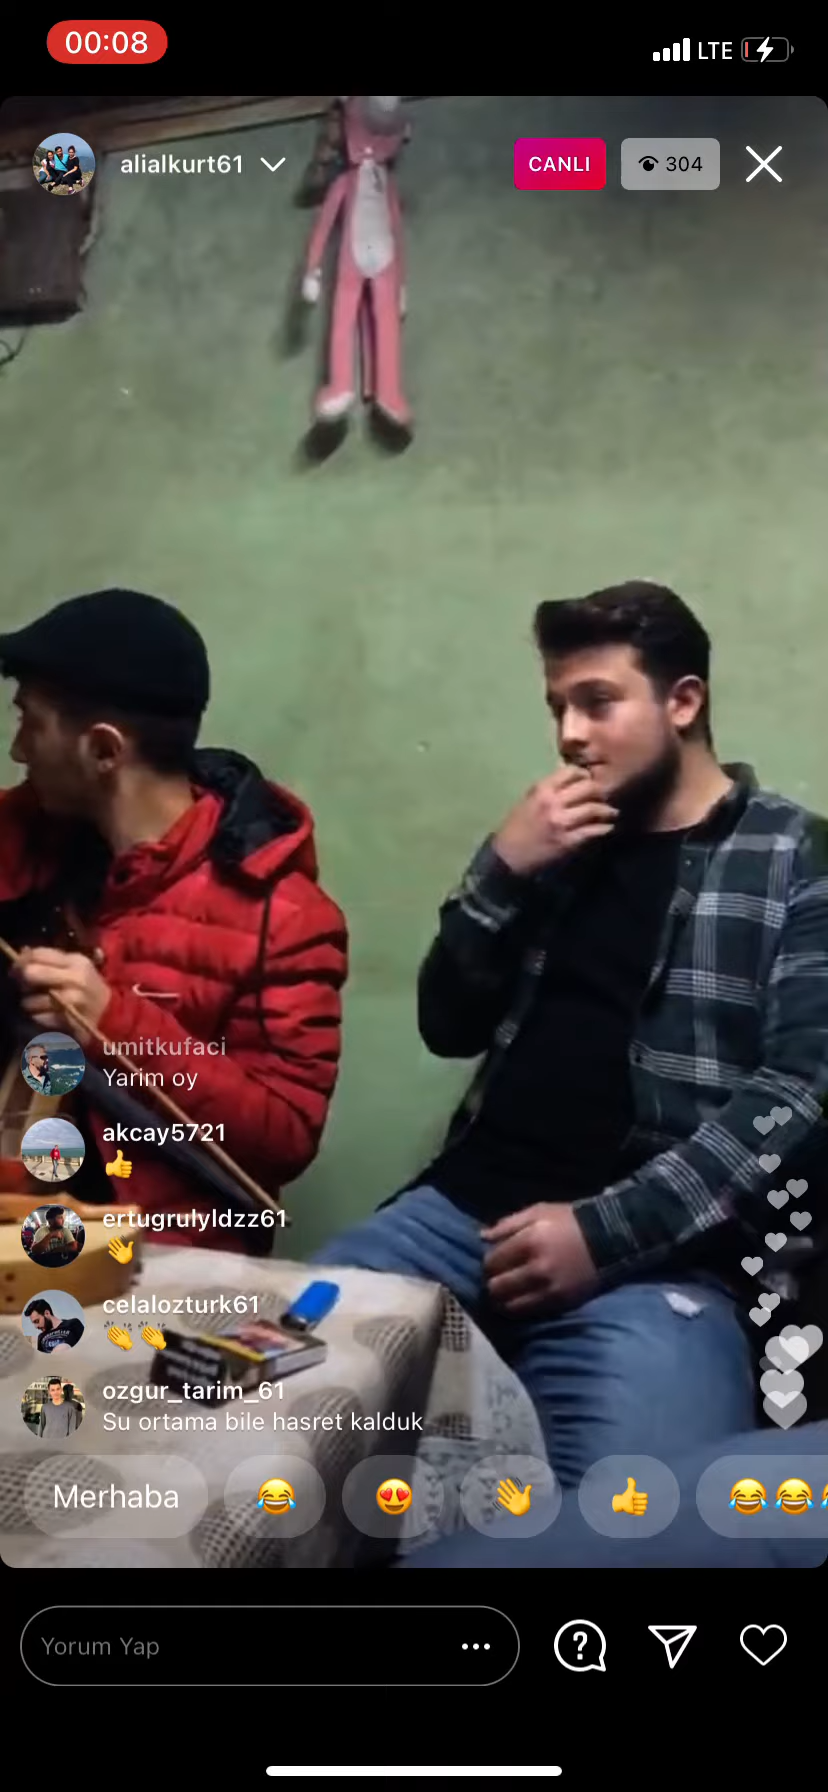 00:08
LTE
alialkurt61
CANLI
304
umitkufaci
Yarim oy
akcay5721
👍
ertugrulyldzz61
👋
celalozturk61
👏👏
ozgur_tarim_61
Su ortama bile hasret kalduk
Merhaba 😂 😍 👋 👍 😂😂
Yorum Yap